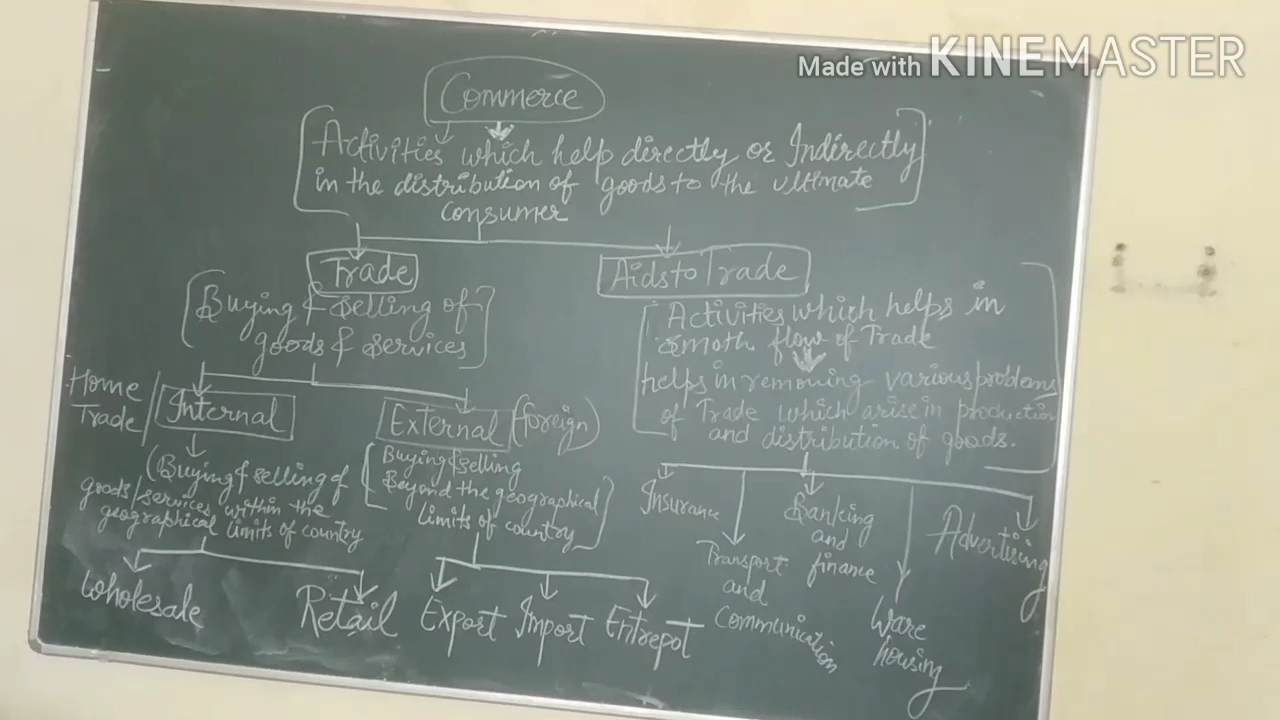 Made with KINEMASTER
Commerce
Activities which help directly or Indirectly
in the distribution of goods to the ultimate
consumer
Trade
Buying & selling of
goods & services
Aids to Trade
Activities which helps in
smoth flow of Trade
helps in removing various problems
of Trade which arise in production
and distribution of goods.
Home
Trade
Internal
(Buying & selling of
goods/services within the
geographical limits of country
External (foreign)
Buying & selling
Beyond the geographical
limits of country
Wholesale
Retail
Export
Import
Entrepot
Insurance
Transport
and
Communication
Banking
and
finance
Ware
housing
Advertising